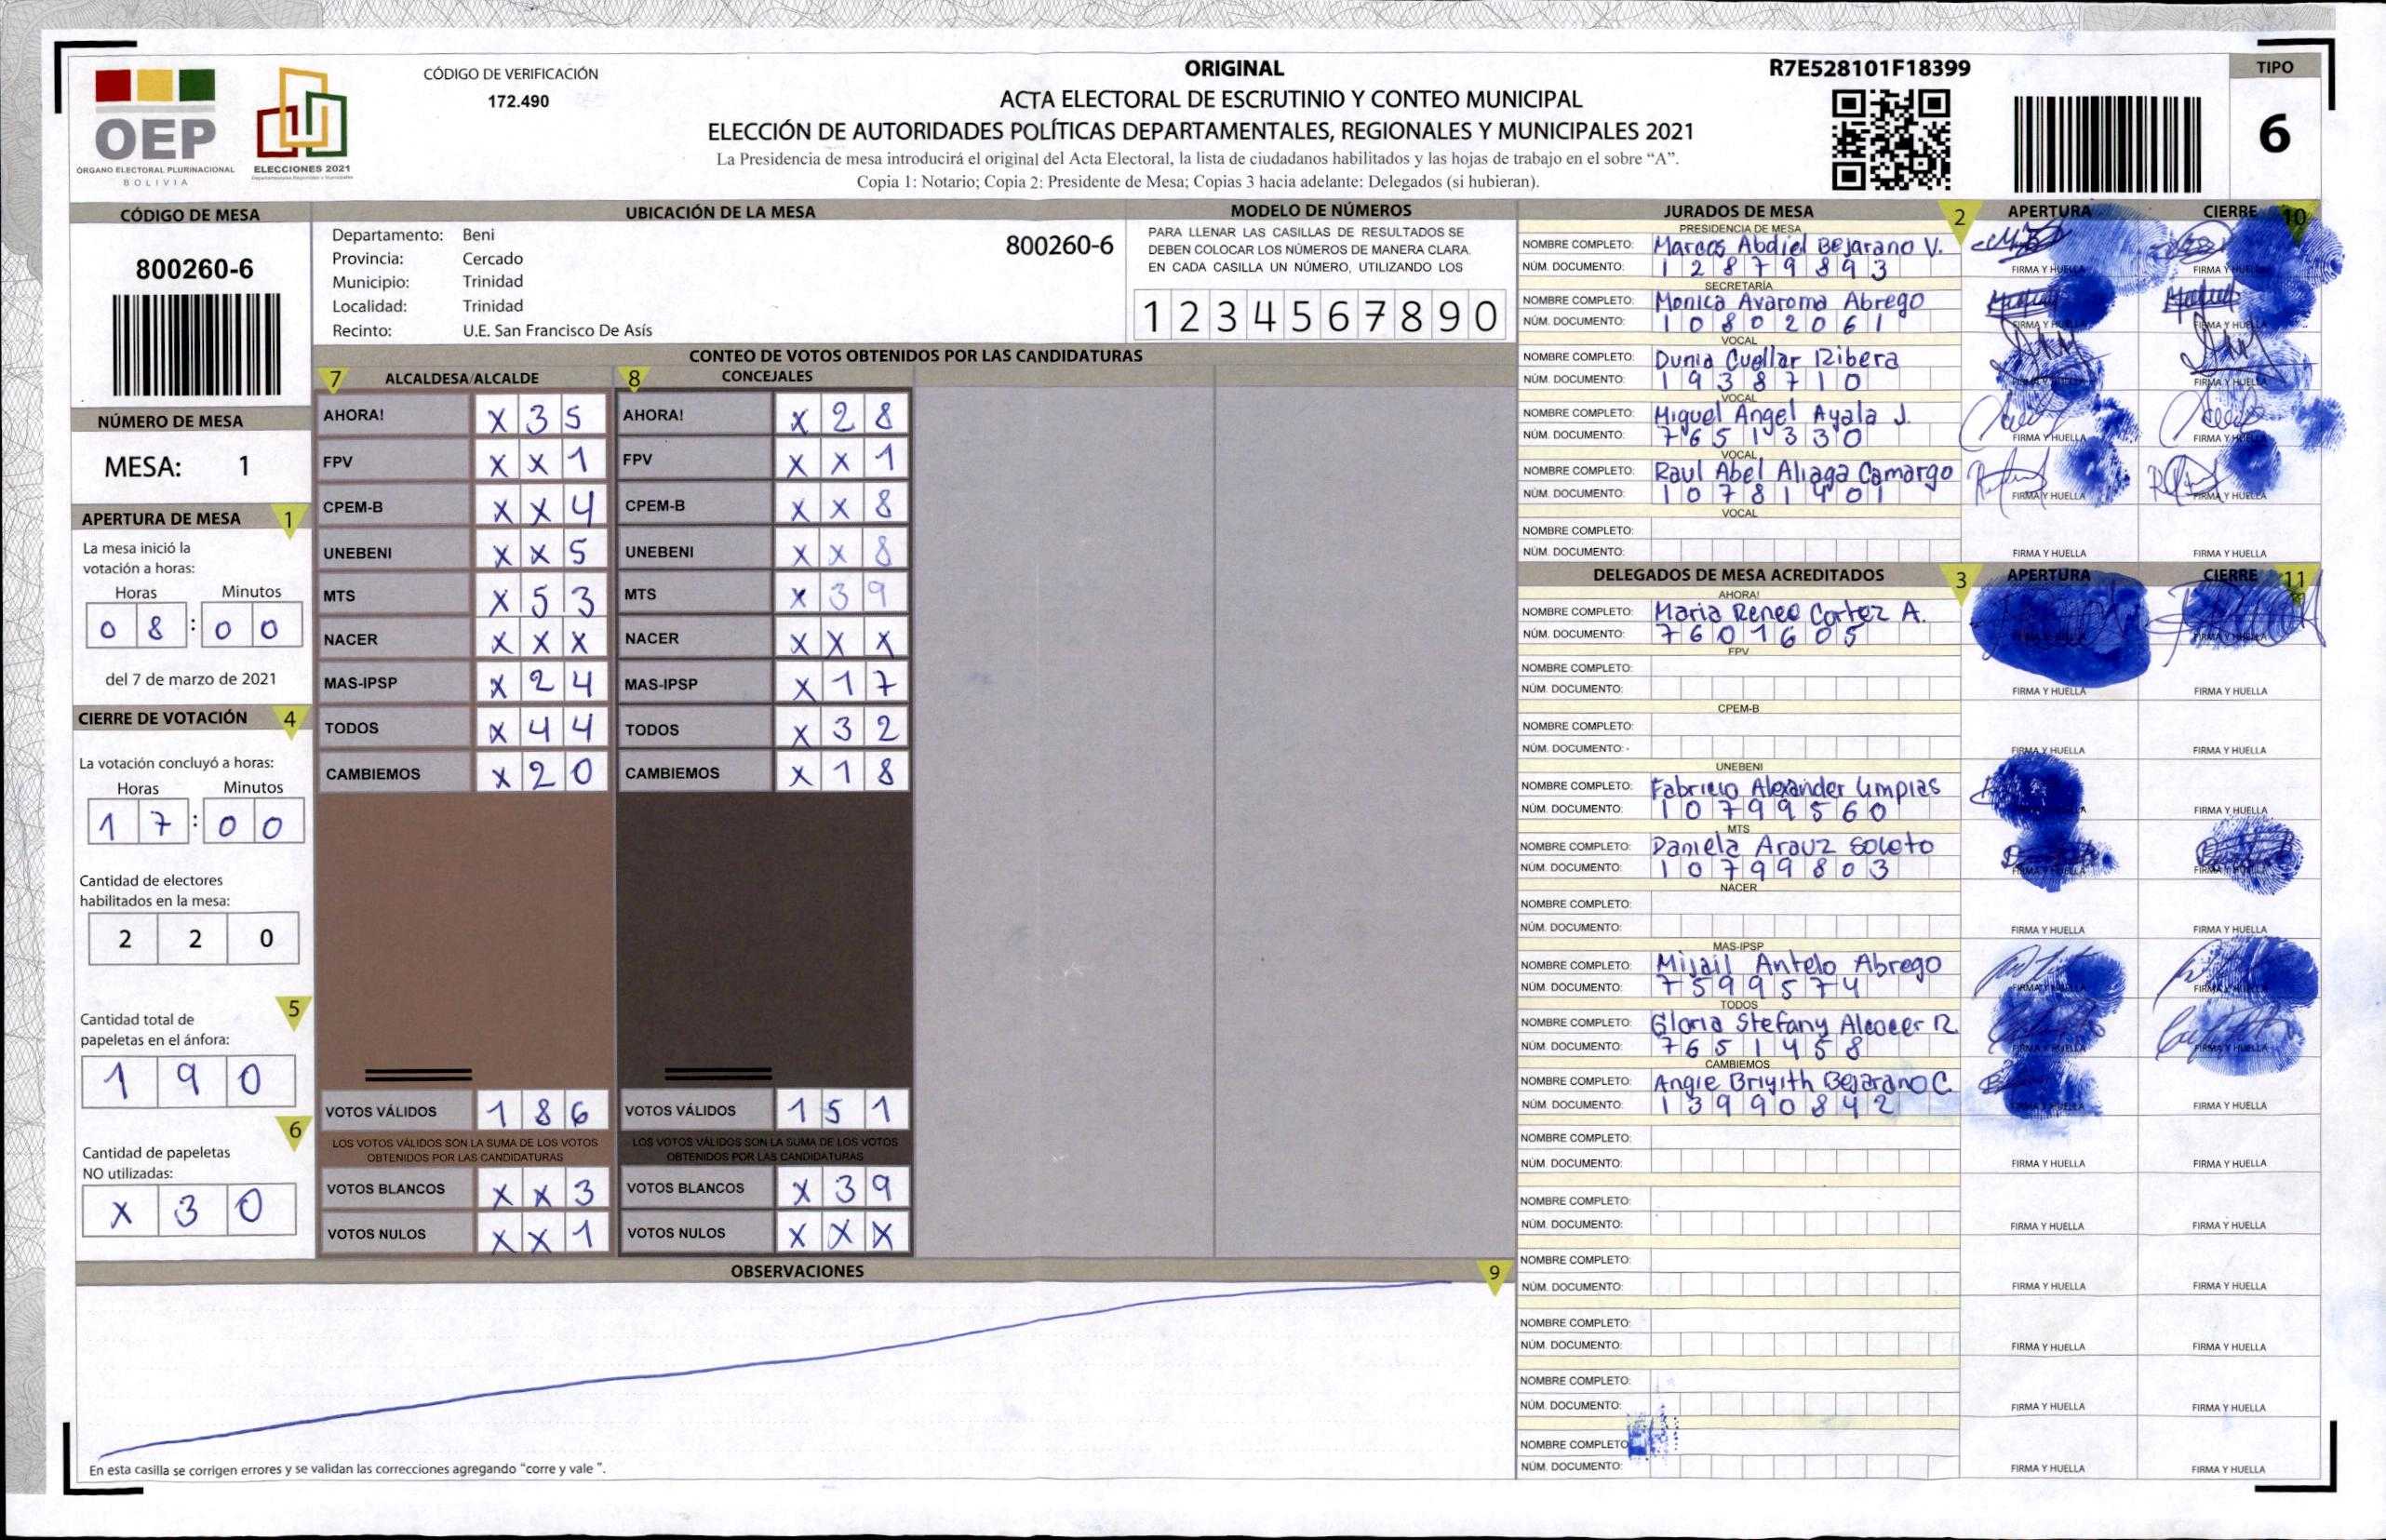 OEP
ÓRGANO ELECTORAL PLURINACIONAL
BOLIVIA
ELECCIONES 2021
CÓDIGO DE VERIFICACIÓN
172.490
ORIGINAL
ACTA ELECTORAL DE ESCRUTINIO Y CONTEO MUNICIPAL
ELECCIÓN DE AUTORIDADES POLÍTICAS DEPARTAMENTALES, REGIONALES Y MUNICIPALES 2021
La Presidencia de mesa introducirá el original del Acta Electoral, la lista de ciudadanos habilitados y las hojas de trabajo en el sobre “A”.
Copia 1: Notario; Copia 2: Presidente de Mesa; Copias 3 hacia adelante: Delegados (si hubieran).
R7E528101F18399
TIPO
6
CÓDIGO DE MESA
800260-6
NÚMERO DE MESA
MESA: 1
APERTURA DE MESA 1
La mesa inició la
votación a horas:
Horas Minutos
0 8 : 0 0
del 7 de marzo de 2021
CIERRE DE VOTACIÓN 4
La votación concluyó a horas:
Horas Minutos
1 7 : 0 0
Cantidad de electores
habilitados en la mesa:
2 2 0
5
Cantidad total de
papeletas en el ánfora:
1 9 0
6
Cantidad de papeletas
NO utilizadas:
X 3 0
UBICACIÓN DE LA MESA
Departamento: Beni
Provincia: Cercado
Municipio: Trinidad
Localidad: Trinidad
Recinto: U.E. San Francisco De Asís
800260-6
MODELO DE NÚMEROS
PARA LLENAR LAS CASILLAS DE RESULTADOS SE
DEBEN COLOCAR LOS NÚMEROS DE MANERA CLARA.
EN CADA CASILLA UN NÚMERO, UTILIZANDO LOS
1 2 3 4 5 6 7 8 9 0
CONTEO DE VOTOS OBTENIDOS POR LAS CANDIDATURAS
7 ALCALDESA/ALCALDE
AHORA! X 3 5
FPV X X 1
CPEM-B X X 4
UNEBENI X X 5
MTS X 5 3
NACER X X X
MAS-IPSP X 2 4
TODOS X 4 4
CAMBIEMOS X 2 0
VOTOS VÁLIDOS 1 8 6
LOS VOTOS VÁLIDOS SON LA SUMA DE LOS VOTOS
OBTENIDOS POR LAS CANDIDATURAS
VOTOS BLANCOS X X 3
VOTOS NULOS X X 1
8 CONCEJALES
AHORA! X 2 8
FPV X X 1
CPEM-B X X 8
UNEBENI X X 8
MTS X 3 9
NACER X X X
MAS-IPSP X 1 7
TODOS X 3 2
CAMBIEMOS X 1 8
VOTOS VÁLIDOS 1 5 1
LOS VOTOS VÁLIDOS SON LA SUMA DE LOS VOTOS
OBTENIDOS POR LAS CANDIDATURAS
VOTOS BLANCOS X 3 9
VOTOS NULOS X X X
OBSERVACIONES 9
En esta casilla se corrigen errores y se validan las correcciones agregando “corre y vale ”.
JURADOS DE MESA 2 APERTURA CIERRE 10
PRESIDENCIA DE MESA
NOMBRE COMPLETO: Marcos Abdiel Bejarano V.
NÚM. DOCUMENTO: 1 2 8 7 9 8 9 3 FIRMA Y HUELLA FIRMA Y HUELLA
SECRETARÍA
NOMBRE COMPLETO: Monica Avaroma Abrego
NÚM. DOCUMENTO: 1 0 8 0 2 0 6 1 FIRMA Y HUELLA FIRMA Y HUELLA
VOCAL
NOMBRE COMPLETO: Dunia Cuellar Ribera
NÚM. DOCUMENTO: 1 9 3 8 7 1 0 FIRMA Y HUELLA FIRMA Y HUELLA
VOCAL
NOMBRE COMPLETO: Miguel Angel Ayala J.
NÚM. DOCUMENTO: 7 6 5 1 3 3 0 FIRMA Y HUELLA FIRMA Y HUELLA
VOCAL
NOMBRE COMPLETO: Raul Abel Aliaga Camargo
NÚM. DOCUMENTO: 1 0 7 8 1 4 0 1 FIRMA Y HUELLA FIRMA Y HUELLA
VOCAL
NOMBRE COMPLETO:
NÚM. DOCUMENTO: FIRMA Y HUELLA FIRMA Y HUELLA
DELEGADOS DE MESA ACREDITADOS 3 APERTURA CIERRE 11
AHORA!
NOMBRE COMPLETO: Maria Renee Cortez A.
NÚM. DOCUMENTO: 7 6 0 1 6 0 5 FIRMA Y HUELLA FIRMA Y HUELLA
FPV
NOMBRE COMPLETO:
NÚM. DOCUMENTO: FIRMA Y HUELLA FIRMA Y HUELLA
CPEM-B
NOMBRE COMPLETO:
NÚM. DOCUMENTO: FIRMA Y HUELLA FIRMA Y HUELLA
UNEBENI
NOMBRE COMPLETO: Fabricio Alexander Limpias
NÚM. DOCUMENTO: 1 0 7 9 9 5 6 0 FIRMA Y HUELLA
MTS
NOMBRE COMPLETO: Daniela Arauz Soleto
NÚM. DOCUMENTO: 1 0 7 9 9 8 0 3 FIRMA Y HUELLA FIRMA Y HUELLA
NACER
NOMBRE COMPLETO:
NÚM. DOCUMENTO: FIRMA Y HUELLA FIRMA Y HUELLA
MAS-IPSP
NOMBRE COMPLETO: Mijail Antelo Abrego
NÚM. DOCUMENTO: 7 5 9 9 5 7 4 FIRMA Y HUELLA FIRMA Y HUELLA
TODOS
NOMBRE COMPLETO: Gloria Stefany Alcocer R.
NÚM. DOCUMENTO: 7 6 5 1 4 5 8 FIRMA Y HUELLA FIRMA Y HUELLA
CAMBIEMOS
NOMBRE COMPLETO: Angie Briyith Bejarano C.
NÚM. DOCUMENTO: 1 3 9 9 0 8 4 2 FIRMA Y HUELLA FIRMA Y HUELLA
NOMBRE COMPLETO:
NÚM. DOCUMENTO: FIRMA Y HUELLA FIRMA Y HUELLA
NOMBRE COMPLETO:
NÚM. DOCUMENTO: FIRMA Y HUELLA FIRMA Y HUELLA
NOMBRE COMPLETO:
NÚM. DOCUMENTO: FIRMA Y HUELLA FIRMA Y HUELLA
NOMBRE COMPLETO:
NÚM. DOCUMENTO: FIRMA Y HUELLA FIRMA Y HUELLA
NOMBRE COMPLETO:
NÚM. DOCUMENTO: FIRMA Y HUELLA FIRMA Y HUELLA
NOMBRE COMPLETO
NÚM. DOCUMENTO: FIRMA Y HUELLA FIRMA Y HUELLA